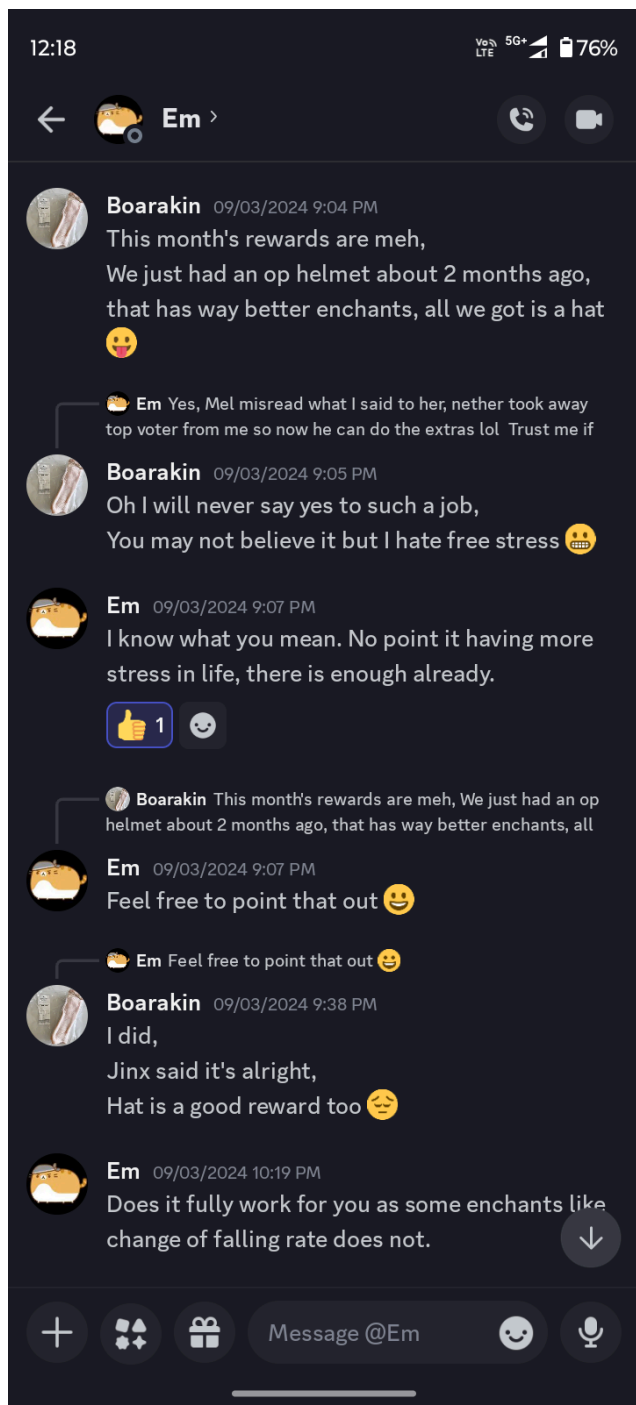 12:18
Vo LTE 5G+ 76%
Em
Boarakin 09/03/2024 9:04 PM
This month's rewards are meh,
We just had an op helmet about 2 months ago,
that has way better enchants, all we got is a hat
😛
Em Yes, Mel misread what I said to her, nether took away
top voter from me so now he can do the extras lol Trust me if
Boarakin 09/03/2024 9:05 PM
Oh I will never say yes to such a job,
You may not believe it but I hate free stress 😬
Em 09/03/2024 9:07 PM
I know what you mean. No point it having more
stress in life, there is enough already.
👍 1
Boarakin This month's rewards are meh, We just had an op
helmet about 2 months ago, that has way better enchants, all
Em 09/03/2024 9:07 PM
Feel free to point that out 😀
Em Feel free to point that out 😀
Boarakin 09/03/2024 9:38 PM
I did,
Jinx said it's alright,
Hat is a good reward too 😔
Em 09/03/2024 10:19 PM
Does it fully work for you as some enchants like
change of falling rate does not.
Message @Em